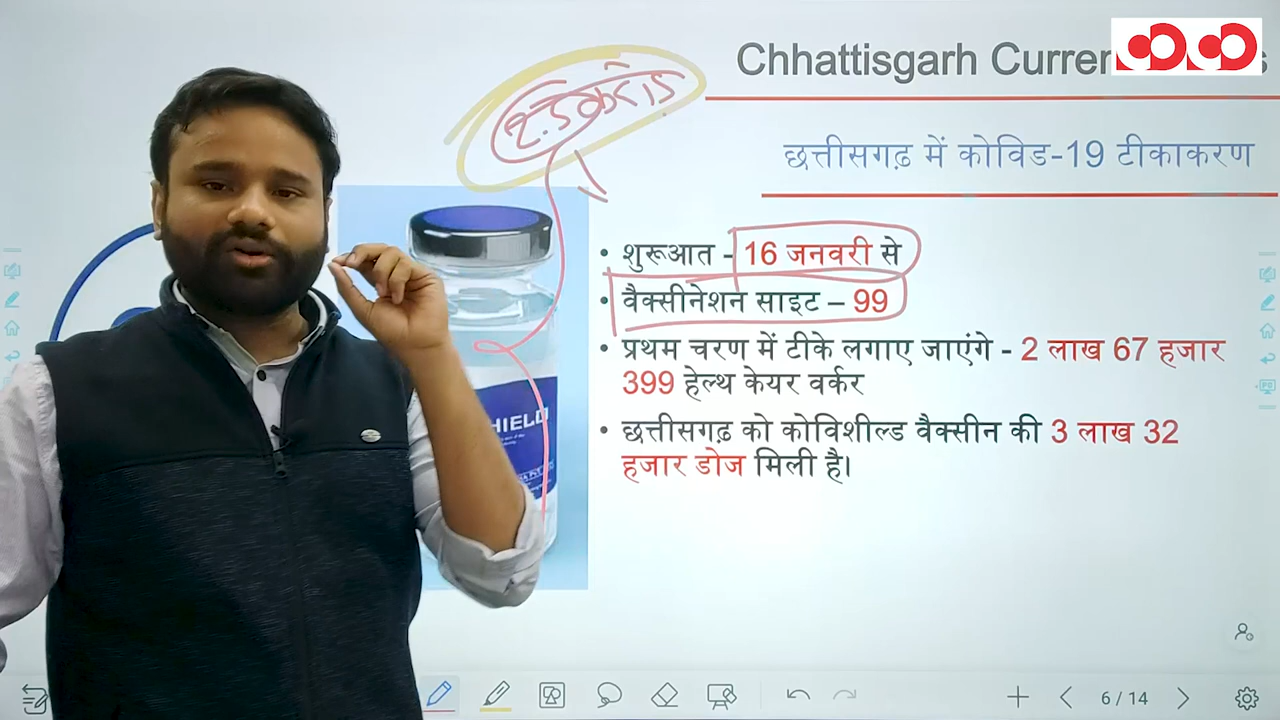 Chhattisgarh Curren
छत्तीसगढ़ में कोविड-19 टीकाकरण
• शुरूआत - 16 जनवरी से
• वैक्सीनेशन साइट – 99
• प्रथम चरण में टीके लगाए जाएंगे - 2 लाख 67 हजार
399 हेल्थ केयर वर्कर
• छत्तीसगढ़ को कोविशील्ड वैक्सीन की 3 लाख 32
हजार डोज मिली है।
HIELD
6 / 14